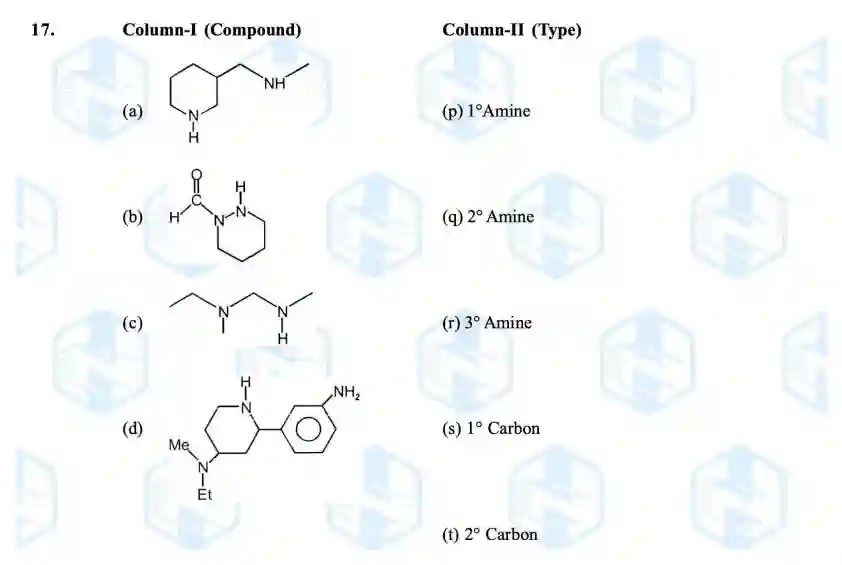 17. Column-I (Compound) Column-II (Type)
NH
(a) (p) 1°Amine
N
H
O
H
C
(b) H N N (q) 2° Amine
N N
(c) (r) 3° Amine
H
H
N NH₂
(d) (s) 1° Carbon
Me
N
Et
(t) 2° Carbon